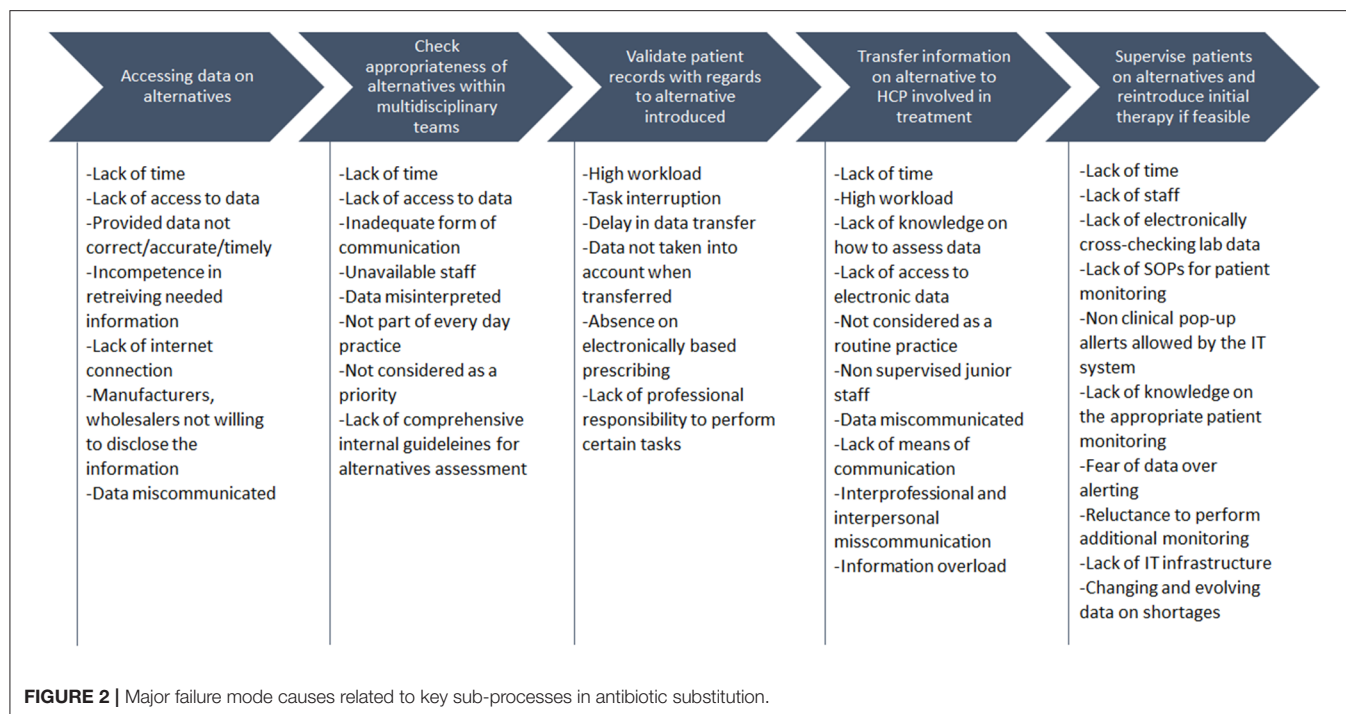 Accessing data on
alternatives
Check
appropriateness of
alternatives within
multidisciplinary
teams
Validate patient
records with regards
to alternative
introduced
Transfer information
on alternative to
HCP involved in
treatment
Supervise patients
on alternatives and
reintroduce initial
therapy if feasible
-Lack of time
-Lack of access to data
-Provided data not
correct/accurate/timely
-Incompetence in
retreiving needed
information
-Lack of internet
connection
-Manufacturers,
wholesalers not willing
to disclose the
information
-Data miscommunicated
-Lack of time
-Lack of access to data
-Inadequate form of
communication
-Unavailable staff
-Data misinterpreted
-Not part of every day
practice
-Not considered as a
priority
-Lack of comprehensive
internal guideleines for
alternatives assessment
-High workload
-Task interruption
-Delay in data transfer
-Data not taken into
account when
transferred
-Absence on
electronically based
prescribing
-Lack of professional
responsibility to perform
certain tasks
-Lack of time
-High workload
-Lack of knowledge on
how to assess data
-Lack of access to
electronic data
-Not considered as a
routine practice
-Non supervised junior
staff
-Data miscommunicated
-Lack of means of
communication
-Interprofessional and
interpersonal
misscommunication
-Information overload
-Lack of time
-Lack of staff
-Lack of electronically
cross-checking lab data
-Lack of SOPs for patient
monitoring
-Non clinical pop-up
allerts allowed by the IT
system
-Lack of knowledge on
the appropriate patient
monitoring
-Fear of data over
alerting
-Reluctance to perform
additional monitoring
-Lack of IT infrastructure
-Changing and evolving
data on shortages
FIGURE 2 | Major failure mode causes related to key sub-processes in antibiotic substitution.